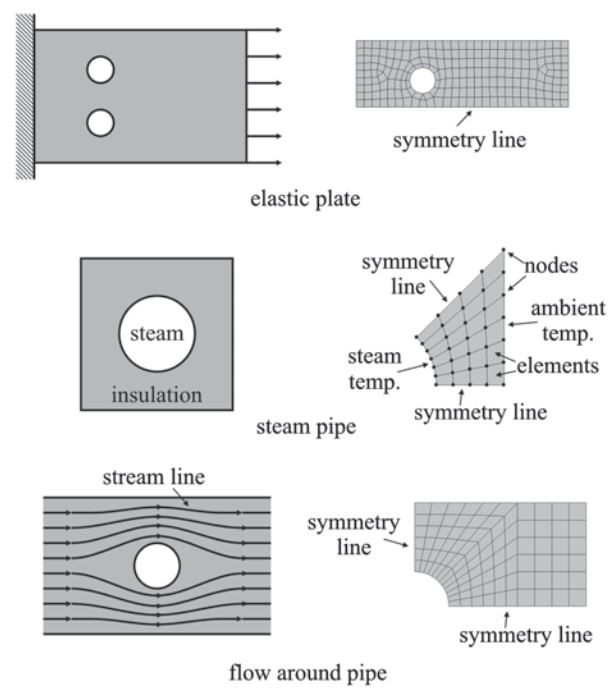 symmetry line
elastic plate
steam
insulation
symmetry
line
nodes
ambient
temp.
steam
temp.
elements
symmetry line
steam pipe
stream line
symmetry
line
symmetry line
flow around pipe